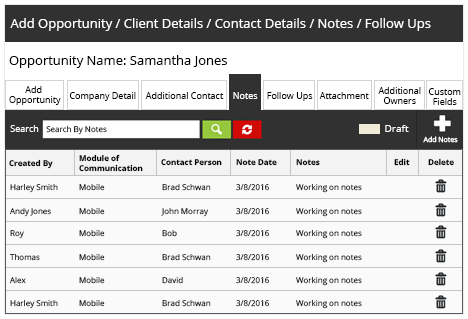 Add Opportunity / Client Details / Contact Details / Notes / Follow Ups
Opportunity Name: Samantha Jones
Add Opportunity
Company Detail
Additional Contact
Notes
Follow Ups
Attachment
Additional Owners
Custom Fields
Search
Search By Notes
Draft
Add Notes
Created By Module of Communication Contact Person Note Date Notes Edit Delete
Harley Smith Mobile Brad Schwan 3/8/2016 Working on notes
Andy Jones Mobile John Morray 3/8/2016 Working on notes
Roy Mobile Bob 3/8/2016 Working on notes
Thomas Mobile Brad Schwan 3/8/2016 Working on notes
Alex Mobile David 3/8/2016 Working on notes
Harley Smith Mobile Brad Schwan 3/8/2016 Working on notes